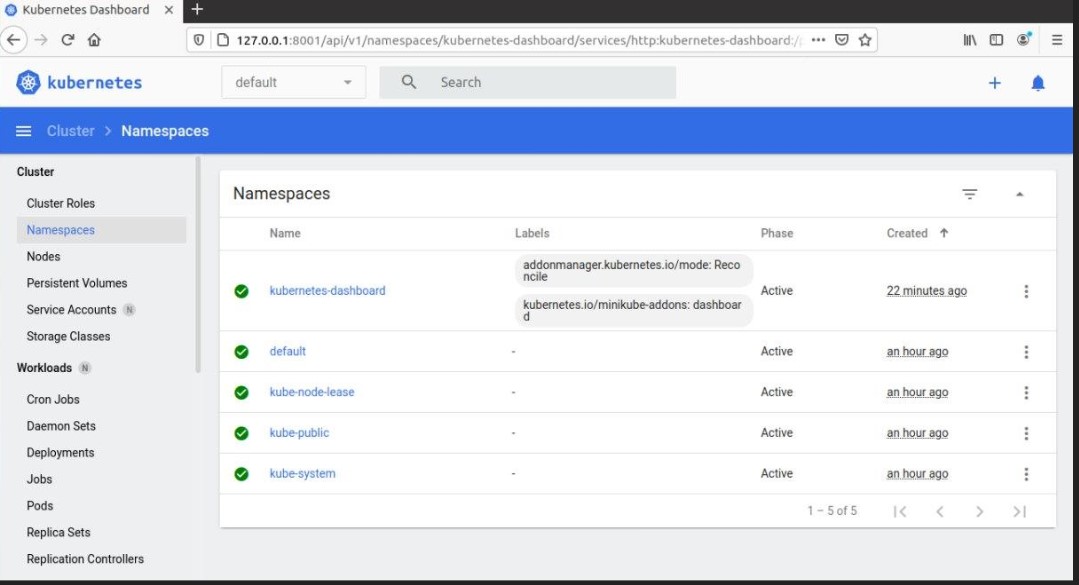 Kubernetes Dashboard
127.0.0.1:8001/api/v1/namespaces/kubernetes-dashboard/services/http:kubernetes-dashboard:/
kubernetes
default
Search
Cluster > Namespaces
Cluster
Cluster Roles
Namespaces
Nodes
Persistent Volumes
Service Accounts N
Storage Classes
Workloads N
Cron Jobs
Daemon Sets
Deployments
Jobs
Pods
Replica Sets
Replication Controllers
Namespaces
Name Labels Phase Created
addonmanager.kubernetes.io/mode: Reco
ncile
kubernetes-dashboard Active 22 minutes ago
kubernetes.io/minikube-addons: dashboar
d
default - Active an hour ago
kube-node-lease - Active an hour ago
kube-public - Active an hour ago
kube-system - Active an hour ago
1 – 5 of 5